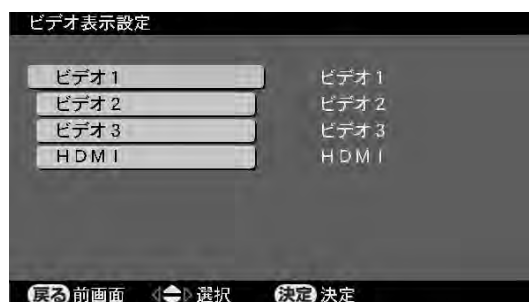 ビデオ表示設定
ビデオ1 ビデオ1
ビデオ2 ビデオ2
ビデオ3 ビデオ3
HDMI HDMI
戻る 前画面 選択 決定 決定